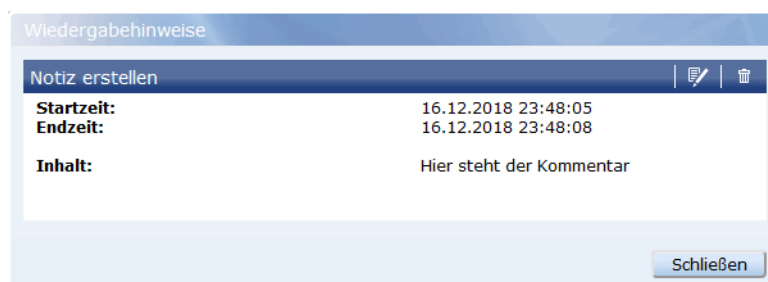 Wiedergabehinweise
Notiz erstellen
Startzeit: 16.12.2018 23:48:05
Endzeit: 16.12.2018 23:48:08
Inhalt: Hier steht der Kommentar
Schließen